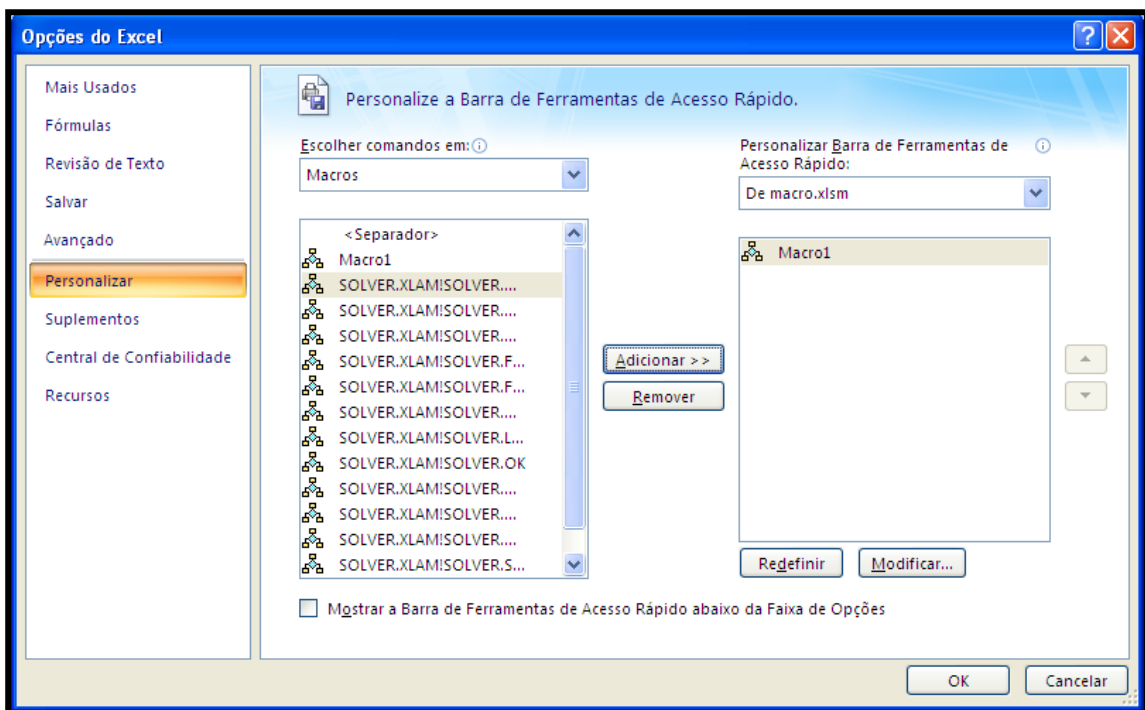 Opções do Excel
Mais Usados
Fórmulas
Revisão de Texto
Salvar
Avançado
Personalizar
Suplementos
Central de Confiabilidade
Recursos
Personalize a Barra de Ferramentas de Acesso Rápido.
Escolher comandos em:
Macros
<Separador>
Macro1
SOLVER.XLAM!SOLVER....
SOLVER.XLAM!SOLVER....
SOLVER.XLAM!SOLVER....
SOLVER.XLAM!SOLVER.F...
SOLVER.XLAM!SOLVER.F...
SOLVER.XLAM!SOLVER....
SOLVER.XLAM!SOLVER.L...
SOLVER.XLAM!SOLVER.OK
SOLVER.XLAM!SOLVER....
SOLVER.XLAM!SOLVER....
SOLVER.XLAM!SOLVER....
SOLVER.XLAM!SOLVER.S...
Adicionar >>
Remover
Personalizar Barra de Ferramentas de
Acesso Rápido:
De macro.xlsm
Macro1
Redefinir
Modificar...
Mostrar a Barra de Ferramentas de Acesso Rápido abaixo da Faixa de Opções
OK
Cancelar